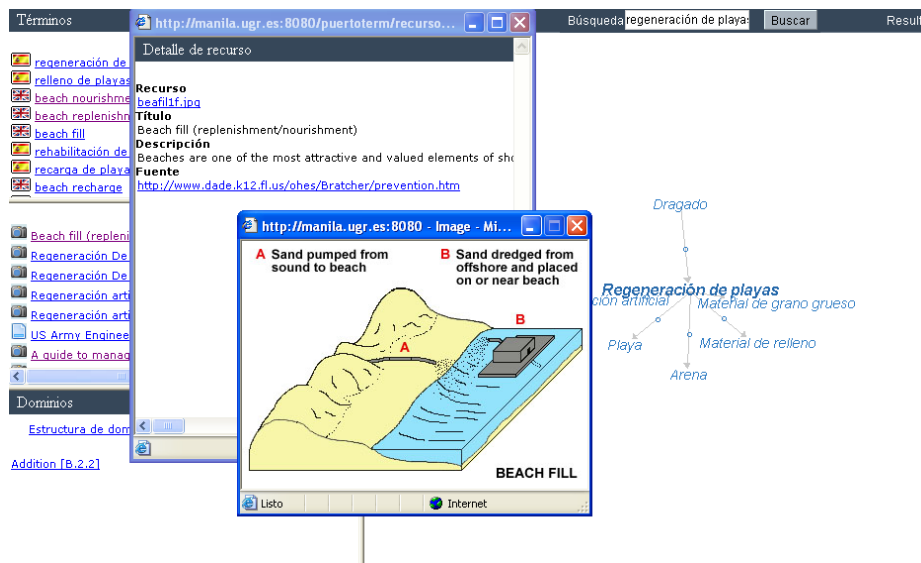 Términos
regeneración de
relleno de playas
beach nourishme
beach replenishn
beach fill
rehabilitación de
recarga de playa
beach recharge
Beach fill (repleni
Regeneración De
Regeneración De
Regeneración arti
Regeneración arti
US Army Enginee
A guide to manag
Dominios
Estructura de dom
Addition [B.2.2]
http://manila.ugr.es:8080/puertoterm/recurso...
Detalle de recurso
Recurso
beafil1f.jpg
Título
Beach fill (replenishment/nourishment)
Descripción
Beaches are one of the most attractive and valued elements of sho
Fuente
http://www.dade.k12.fl.us/ohes/Bratcher/prevention.htm
http://manila.ugr.es:8080 - Image - Mi...
A Sand pumped from
sound to beach
B Sand dredged from
offshore and placed
on or near beach
A
B
BEACH FILL
Listo
Internet
Búsqueda regeneración de playas Buscar
Result
Dragado
Regeneración de playas
ción artificial
Material de grano grueso
Playa
Material de relleno
Arena